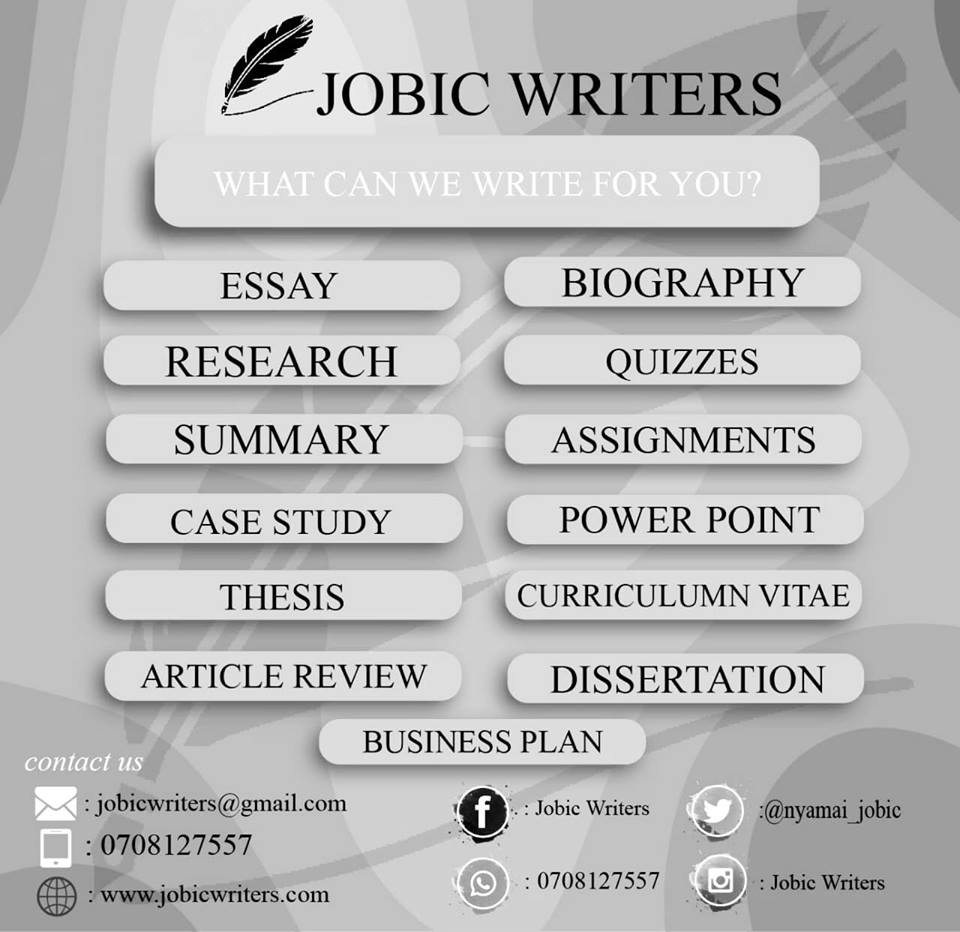 JOBIC WRITERS
WHAT CAN WE WRITE FOR YOU?
ESSAY
BIOGRAPHY
RESEARCH
QUIZZES
SUMMARY
ASSIGNMENTS
CASE STUDY
POWER POINT
THESIS
CURRICULUMN VITAE
ARTICLE REVIEW
DISSERTATION
BUSINESS PLAN
contact us
: jobicwriters@gmail.com
: 0708127557
: www.jobicwriters.com
: Jobic Writers
: 0708127557
:@nyamai_jobic
: Jobic Writers